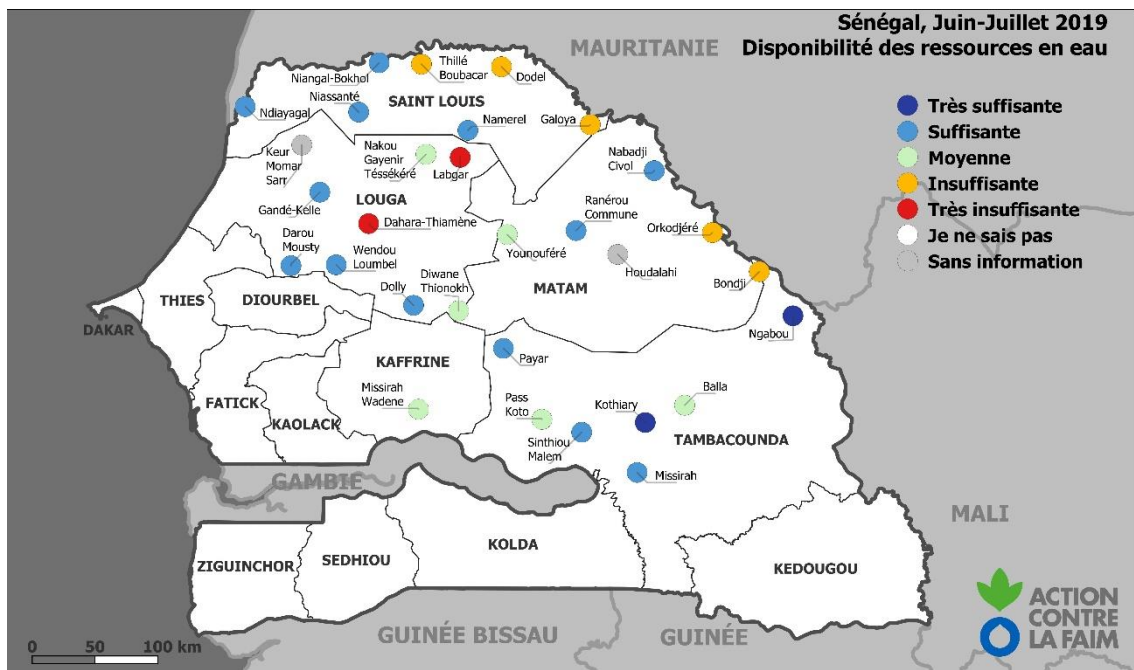 Sénégal, Juin-Juillet 2019
Disponibilité des ressources en eau
MAURITANIE
Très suffisante
Suffisante
Moyenne
Insuffisante
Très insuffisante
Je ne sais pas
Sans information
Niangal-Bokhol
Thillé
Boubacar
Dodel
Niassanté
SAINT LOUIS
Ndiayagal
Namerel
Galoya
Keur
Momar
Sarr
Nakou
Gayenir
Téssékéré
Labgar
Nabadji
Civol
Gandé-Kelle
LOUGA
Ranérou
Commune
Dahara-Thiamène
Orkodjéré
Darou
Mousty
Wendou
Loumbel
Younouféré
Houdalahi
Diwane
Thionokh
Bondji
MATAM
Dolly
THIES
DIOURBEL
DAKAR
Ngabou
KAFFRINE
Payar
Missirah
Wadene
Pass
Koto
Kothiary
Balla
FATICK
KAOLACK
Sinthiou
Malem
TAMBACOUNDA
Missirah
GAMBIE
MALI
ZIGUINCHOR
SEDHIOU
KOLDA
KEDOUGOU
GUINÉE BISSAU
GUINÉE
0 50 100 km
ACTION
CONTRE
LA FAIM